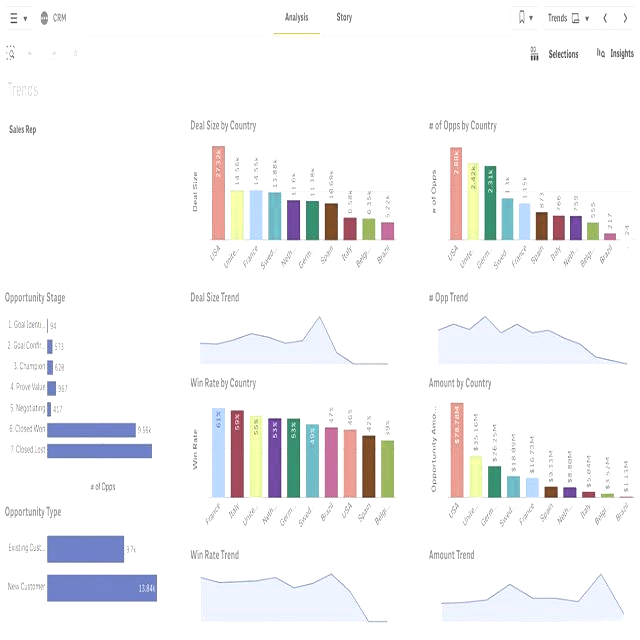 CRM
Analysis
Story
Trends
Selections
Insights
Trends
Sales Rep
Deal Size by Country
Deal Size
27.32k
14.56k
14.55k
13.88k
11.6k
11.38k
10.69k
6.58k
6.35k
5.22k
USA
Unite...
France
Swed...
Neth...
Germ...
Spain
Italy
Belgi...
Brazil
# of Opps by Country
# of Opps
2.88k
2.42k
2.31k
1.3k
1.15k
873
766
759
555
217
24
USA
Unite...
Germ...
Swed...
France
Spain
Italy
Neth...
Belgi...
Brazil
Opportunity Stage
1. Goal Identi...
94
2. Goal Confir...
573
3. Champion
628
4. Prove Value
967
5 Negotiating
417
6. Closed Won
9.96k
7 Closed Lost
# of Opps
Deal Size Trend
# Opp Trend
Win Rate by Country
Win Rate
61%
59%
55%
53%
53%
49%
47%
46%
42%
39%
France
Italy
Unite...
Neth...
Germ...
Swed...
Brazil
USA
Spain
Belgi...
Amount by Country
Opportunity Amo...
$78.78M
$35.16M
$26.25M
$18.09M
$16.73M
$9.33M
$8.80M
$5.04M
$3.52M
$1.13M
USA
Unite...
Germ...
Swed...
France
Spain
Neth...
Italy
Belgi...
Brazil
Opportunity Type
Existing Cust...
9.7k
New Customer
13.84k
Win Rate Trend
Amount Trend